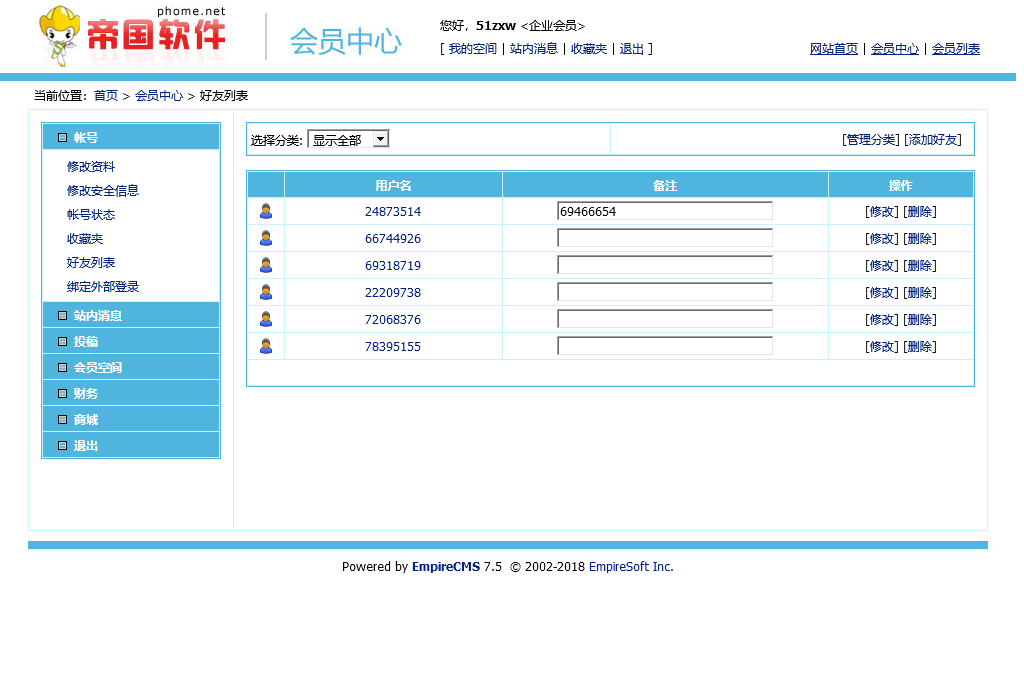 phome.net
帝国软件
会员中心
您好，51zxw <企业会员>
[ 我的空间 | 站内消息 | 收藏夹 | 退出 ]
网站首页 | 会员中心 | 会员列表
当前位置：首页 > 会员中心 > 好友列表
帐号
修改资料
修改安全信息
帐号状态
收藏夹
好友列表
绑定外部登录
站内消息
投稿
会员空间
财务
商城
退出
选择分类: 显示全部 [管理分类] [添加好友]
用户名 备注 操作
24873514 69466654 [修改] [删除]
66744926 [修改] [删除]
69318719 [修改] [删除]
22209738 [修改] [删除]
72068376 [修改] [删除]
78395155 [修改] [删除]
Powered by EmpireCMS 7.5 © 2002-2018 EmpireSoft Inc.